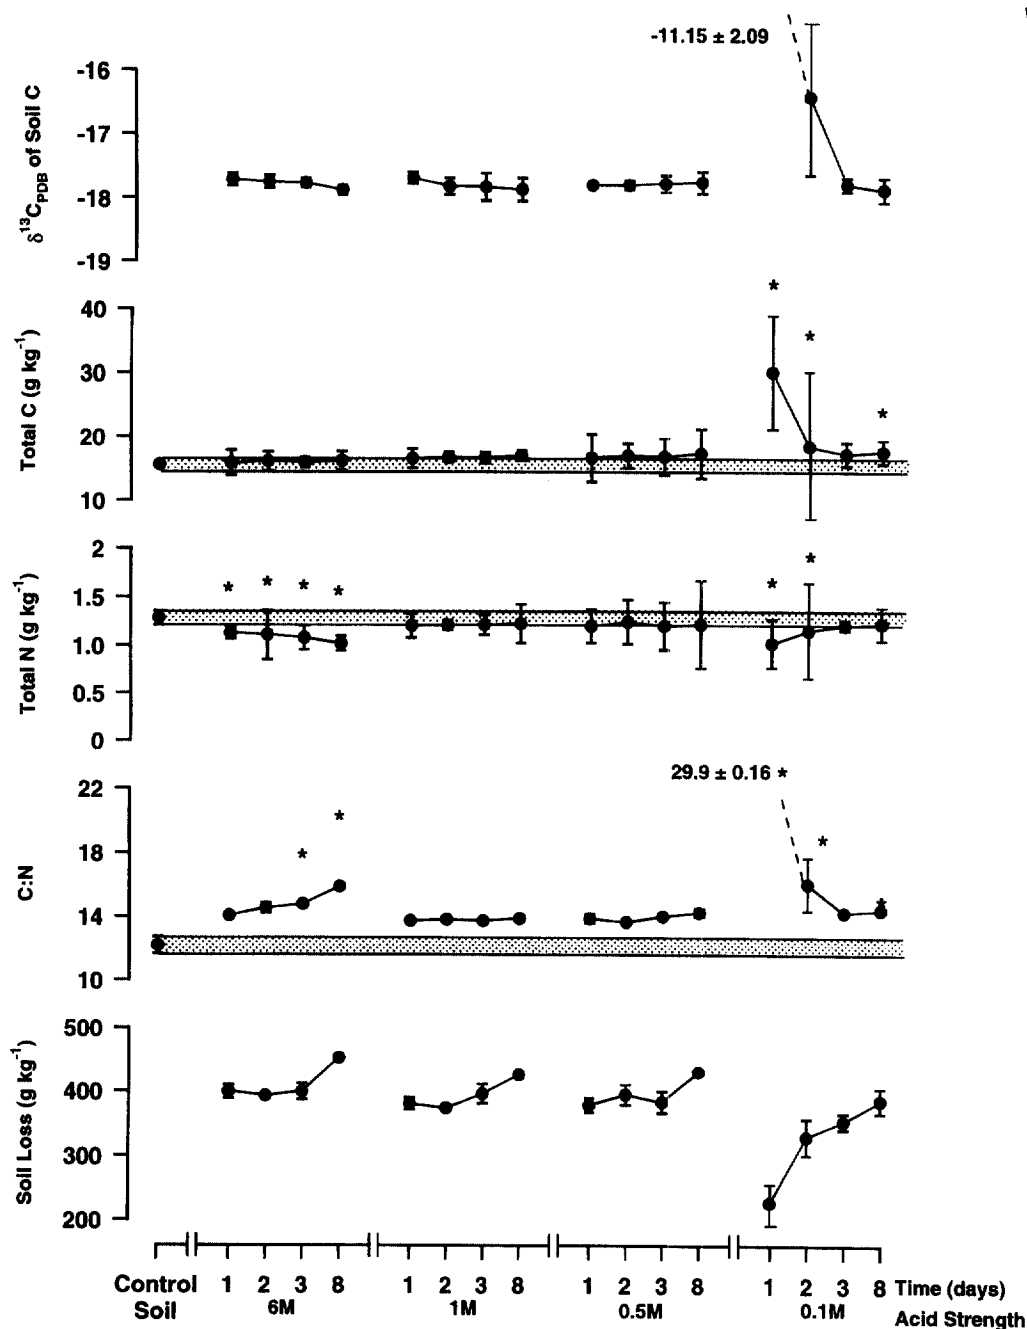 -11.15 ± 2.09
-16
-17
-18
-19
δ13CPDB of Soil C
*
40
30
20
10
Total C (g kg-1)
* * *
2
1.5
1.0
0.5
0
Total N (g kg-1)
* * * * * *
29.9 ± 0.16 *
22
18
14
10
C:N
* * * *
500
400
300
200
Soil Loss (g kg-1)
1 2 3 8 1 2 3 8 1 2 3 8 1 2 3 8 Time (days)
Control Soil
6M 1M 0.5M 0.1M
Acid Strength